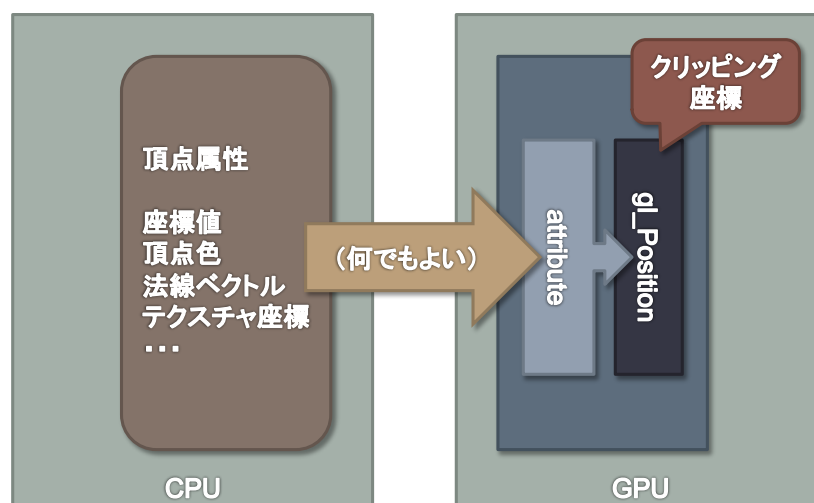 頂点属性
座標値
頂点色
法線ベクトル
テクスチャ座標
・・・
(何でもよい)
attribute
gl_Position
クリッピング
座標
CPU
GPU